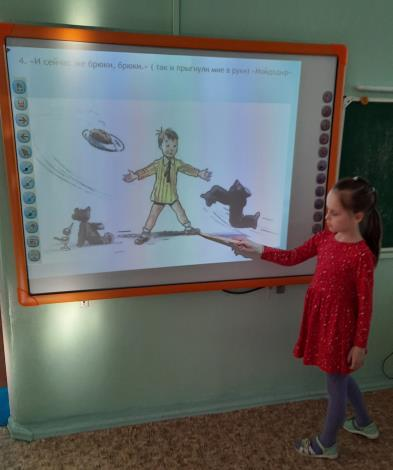 4. «И сейчас же брюки, брюки.» ( так и прыгнули мне в руки) «Мойдодыр»